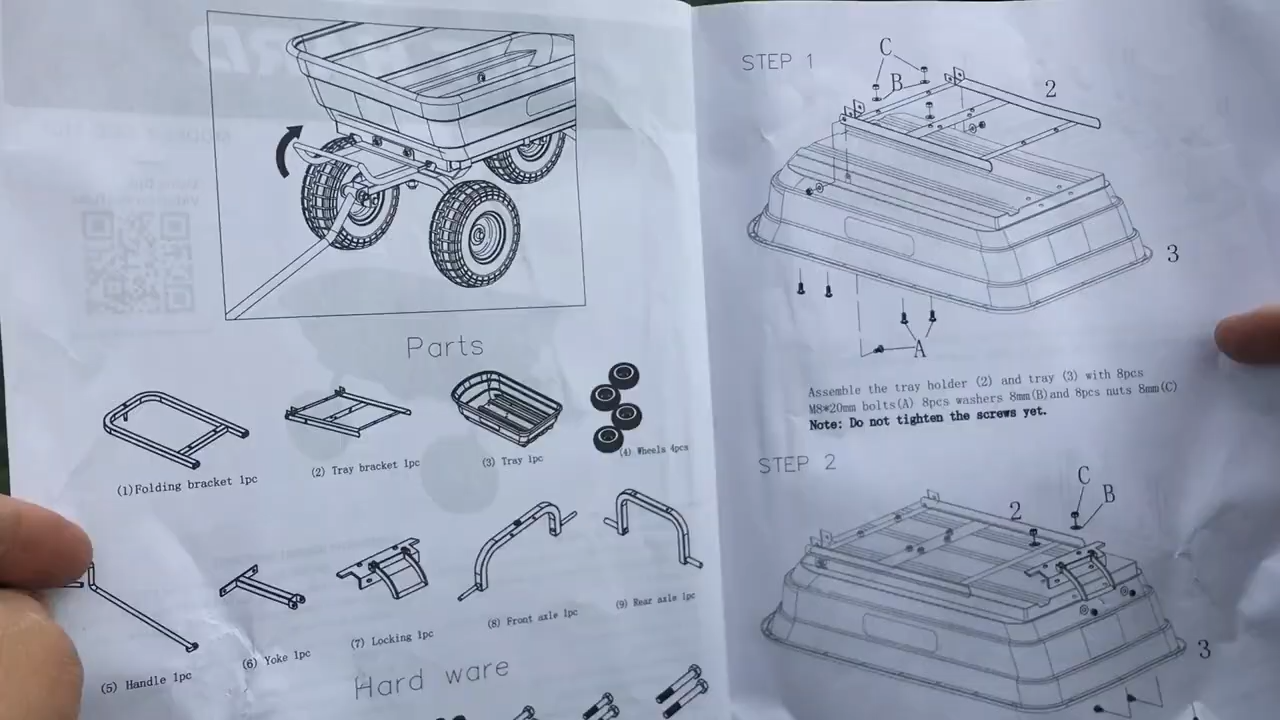 Parts
(1)Folding bracket 1pc
(2) Tray bracket 1pc
(3) Tray 1pc
(4) Wheels 4pcs
(5) Handle 1pc
(6) Yoke 1pc
(7) Locking 1pc
(8) Front axle 1pc
(9) Rear axle 1pc
Hard ware
STEP 1
C
B
2
3
A
Assemble the tray holder (2) and tray (3) with 8pcs
M8*20mm bolts(A) 8pcs washers 8mm(B)and 8pcs nuts 8mm(C)
Note: Do not tighten the screws yet.
STEP 2
C
B
2
3